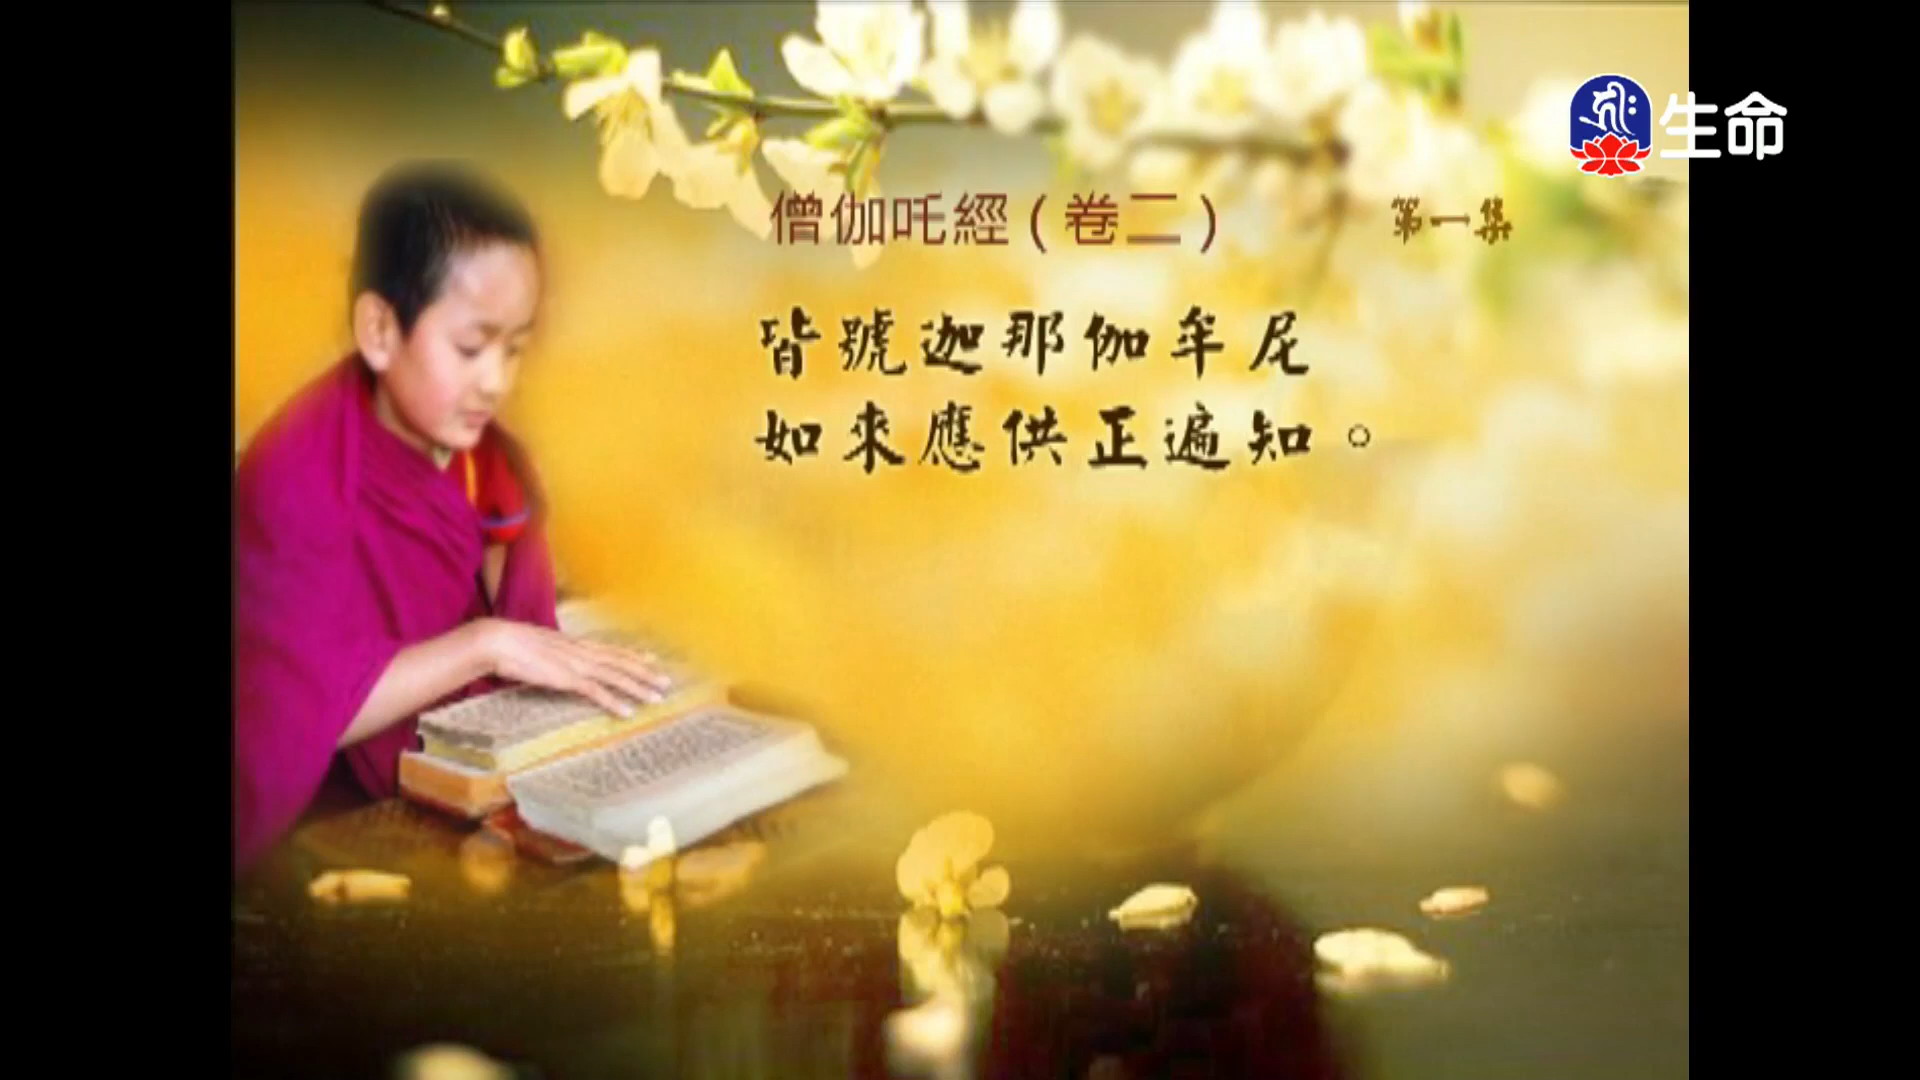 生命
僧伽吒經(卷二) 第一集
皆號迦那伽牟尼
如來應供正遍知。